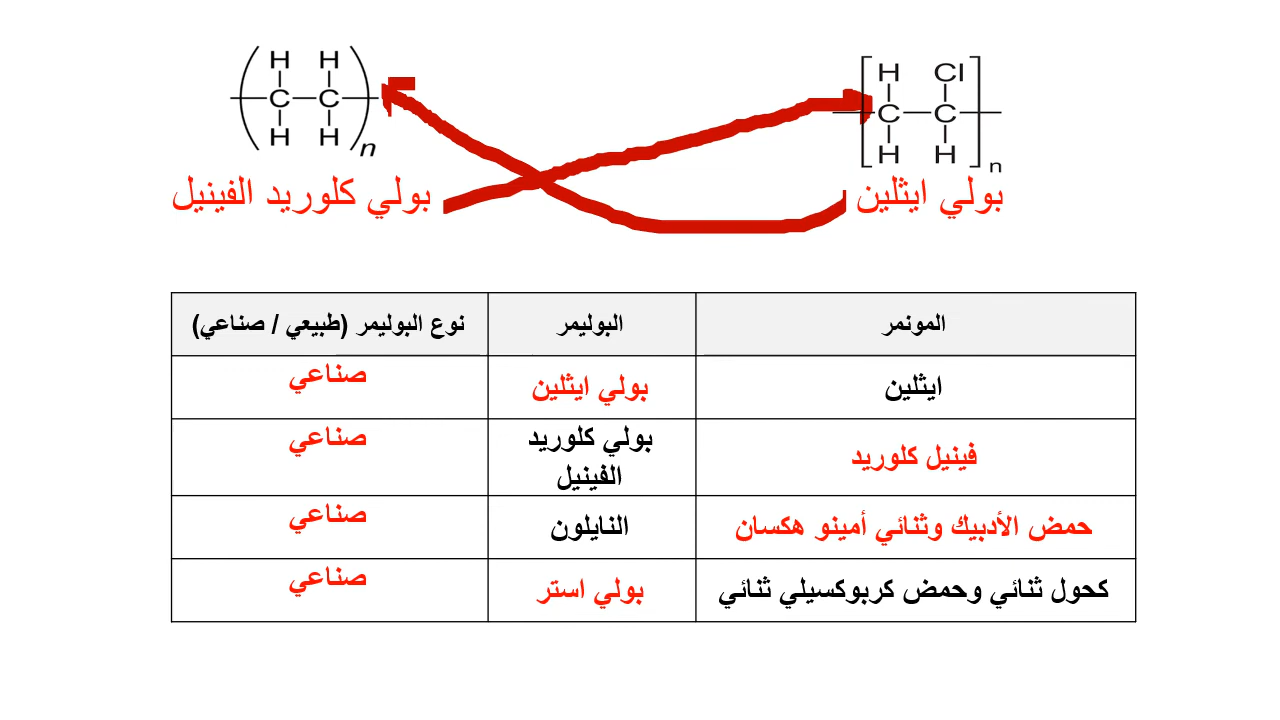 H Cl
C C
H H
n
H H
C C
H H
n
بولي ايثلين
بولي كلوريد الفينيل
المونمر
البوليمر
نوع البوليمر (طبيعي / صناعي)
ايثلين
بولي ايثلين
صناعي
فينيل كلوريد
بولي كلوريد
الفينيل
صناعي
حمض الأدبيك وثنائي أمينو هكسان
النايلون
صناعي
كحول ثنائي وحمض كربوكسيلي ثنائي
بولي استر
صناعي